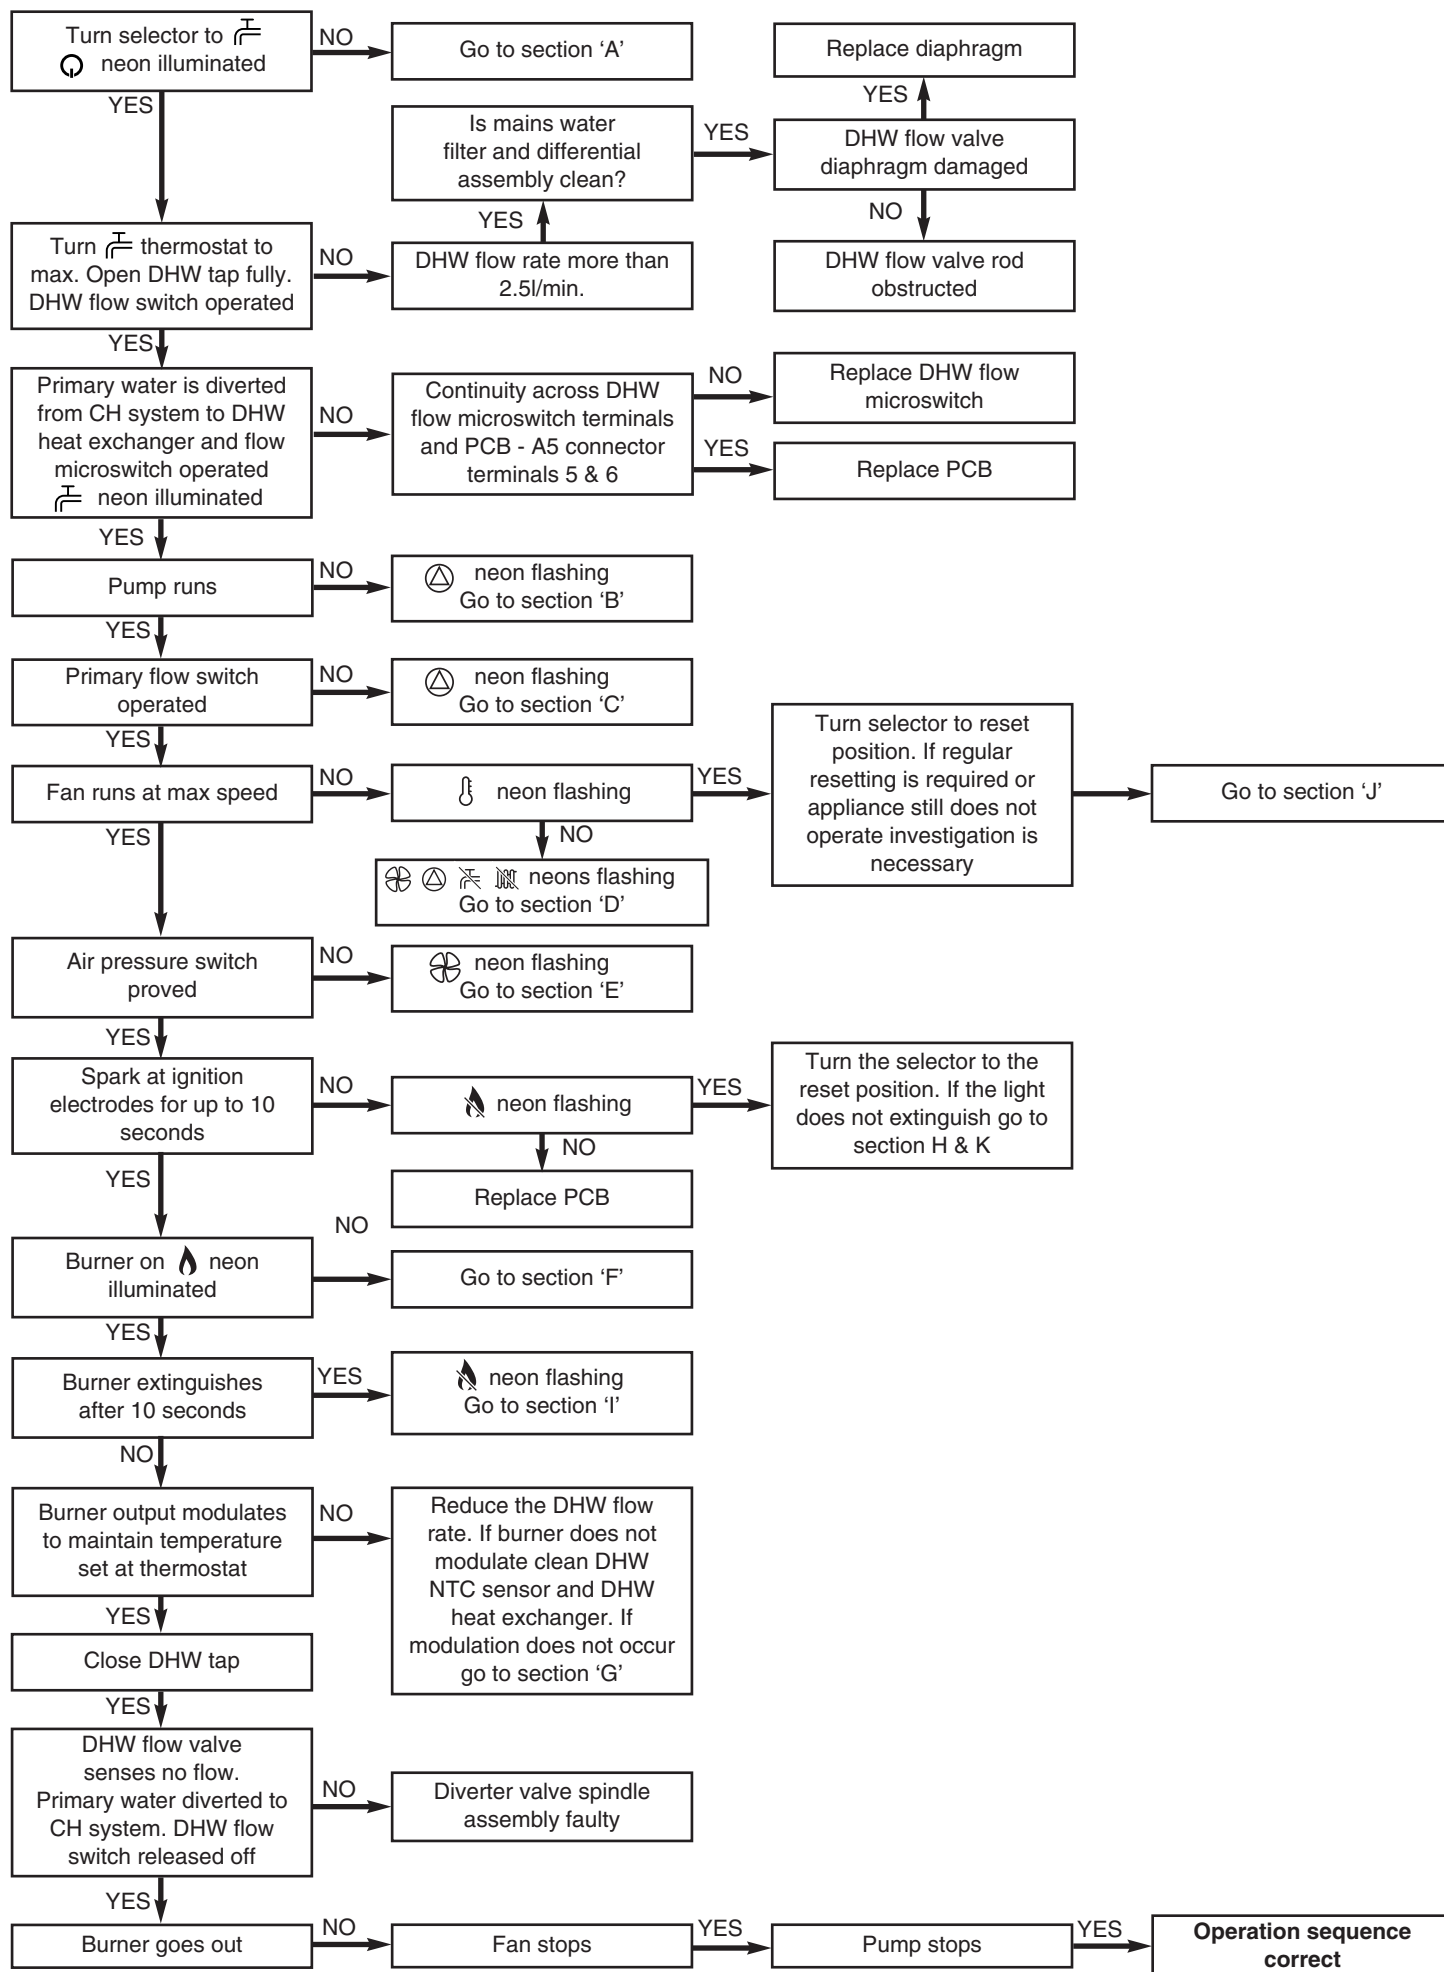 Turn selector to
neon illuminated
NO
Go to section ‘A’
YES
Turn thermostat to
max. Open DHW tap fully.
DHW flow switch operated
NO
DHW flow rate more than
2.5l/min.
YES
Is mains water
filter and differential
assembly clean?
YES
DHW flow valve
diaphragm damaged
YES
Replace diaphragm
NO
DHW flow valve rod
obstructed
YES
Primary water is diverted
from CH system to DHW
heat exchanger and flow
microswitch operated
neon illuminated
NO
Continuity across DHW
flow microswitch terminals
and PCB - A5 connector
terminals 5 & 6
NO
Replace DHW flow
microswitch
YES
Replace PCB
YES
Pump runs
NO
neon flashing
Go to section ‘B’
YES
Primary flow switch
operated
NO
neon flashing
Go to section ‘C’
YES
Fan runs at max speed
NO
neon flashing
YES
Turn selector to reset
position. If regular
resetting is required or
appliance still does not
operate investigation is
necessary
Go to section ‘J’
NO
neons flashing
Go to section ‘D’
YES
Air pressure switch
proved
NO
neon flashing
Go to section ‘E’
YES
Spark at ignition
electrodes for up to 10
seconds
NO
neon flashing
YES
Turn the selector to the
reset position. If the light
does not extinguish go to
section H & K
NO
Replace PCB
YES
Burner on neon
illuminated
NO
Go to section ‘F’
YES
Burner extinguishes
after 10 seconds
YES
neon flashing
Go to section ‘I’
NO
Burner output modulates
to maintain temperature
set at thermostat
NO
Reduce the DHW flow
rate. If burner does not
modulate clean DHW
NTC sensor and DHW
heat exchanger. If
modulation does not occur
go to section ‘G’
YES
Close DHW tap
YES
DHW flow valve
senses no flow.
Primary water diverted to
CH system. DHW flow
switch released off
NO
Diverter valve spindle
assembly faulty
YES
Burner goes out
NO
Fan stops
YES
Pump stops
YES
Operation sequence
correct